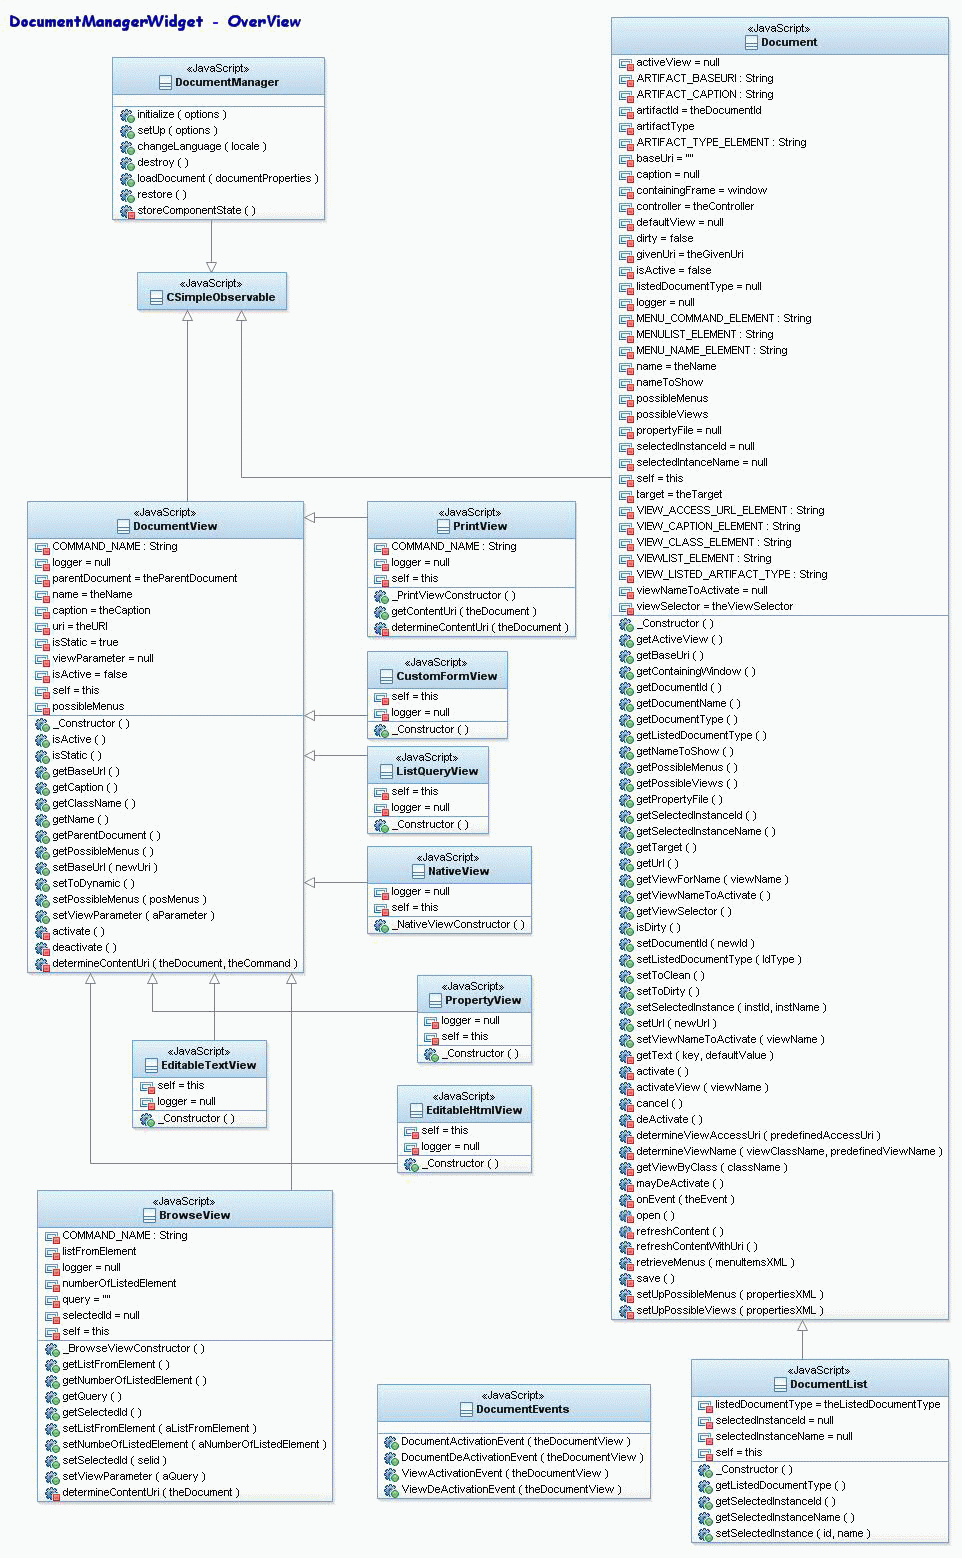 DocumentManagerWidget - OverView
«JavaScript»
DocumentManager
initialize ( options )
setUp ( options )
changeLanguage ( locale )
destroy ( )
loadDocument ( documentProperties )
restore ( )
storeComponentState ( )
«JavaScript»
CSimpleObservable
«JavaScript»
Document
activeView = null
ARTIFACT_BASEURI : String
ARTIFACT_CAPTION : String
artifactId = theDocumentId
artifactType
ARTIFACT_TYPE_ELEMENT : String
baseUri = ""
caption = null
containingFrame = window
controller = theController
defaultView = null
dirty = false
givenUri = theGivenUri
isActive = false
listedDocumentType = null
logger = null
MENU_COMMAND_ELEMENT : String
MENULIST_ELEMENT : String
MENU_NAME_ELEMENT : String
name = theName
nameToShow
possibleMenus
possibleViews
propertyFile = null
selectedInstanceId = null
selectedIntanceName = null
self = this
target = theTarget
VIEW_ACCESS_URL_ELEMENT : String
VIEW_CAPTION_ELEMENT : String
VIEW_CLASS_ELEMENT : String
VIEWLIST_ELEMENT : String
VIEW_LISTED_ARTIFACT_TYPE : String
viewNameToActivate = null
viewSelector = theViewSelector
_Constructor ( )
getActiveView ( )
getBaseUri ( )
getContainingWindow ( )
getDocumentId ( )
getDocumentName ( )
getDocumentType ( )
getListedDocumentType ( )
getNameToShow ( )
getPossibleMenus ( )
getPossibleViews ( )
getPropertyFile ( )
getSelectedInstanceId ( )
getSelectedInstanceName ( )
getTarget ( )
getUrl ( )
getViewForName ( viewName )
getViewNameToActivate ( )
getViewSelector ( )
isDirty ( )
setDocumentId ( newId )
setListedDocumentType ( ldType )
setToClean ( )
setToDirty ( )
setSelectedInstance ( instId, instName )
setUrl ( newUrl )
setViewNameToActivate ( viewName )
getText ( key, defaultValue )
activate ( )
activateView ( viewName )
cancel ( )
deActivate ( )
determineViewAccessUri ( predefinedAccessUri )
determineViewName ( viewClassName, predefinedViewName )
getViewByClass ( className )
mayDeActivate ( )
onEvent ( theEvent )
open ( )
refreshContent ( )
refreshContentWithUri ( )
retrieveMenus ( menuItemsXML )
save ( )
setUpPossibleMenus ( propertiesXML )
setUpPossibleViews ( propertiesXML )
«JavaScript»
DocumentView
COMMAND_NAME : String
logger = null
parentDocument = theParentDocument
name = theName
caption = theCaption
uri = theURI
isStatic = true
viewParameter = null
isActive = false
self = this
possibleMenus
_Constructor ( )
isActive ( )
isStatic ( )
getBaseUrl ( )
getCaption ( )
getClassName ( )
getName ( )
getParentDocument ( )
getPossibleMenus ( )
setBaseUrl ( newUri )
setToDynamic ( )
setPossibleMenus ( posMenus )
setViewParameter ( aParameter )
activate ( )
deactivate ( )
determineContentUri ( theDocument, theCommand )
«JavaScript»
PrintView
COMMAND_NAME : String
logger = null
self = this
_PrintViewConstructor ( )
getContentUri ( theDocument )
determineContentUri ( theDocument )
«JavaScript»
CustomFormView
self = this
logger = null
_Constructor ( )
«JavaScript»
ListQueryView
self = this
logger = null
_Constructor ( )
«JavaScript»
NativeView
logger = null
self = this
_NativeViewConstructor ( )
«JavaScript»
PropertyView
logger = null
self = this
_Constructor ( )
«JavaScript»
EditableTextView
self = this
logger = null
_Constructor ( )
«JavaScript»
EditableHtmlView
self = this
logger = null
_Constructor ( )
«JavaScript»
BrowseView
COMMAND_NAME : String
listFromElement
logger = null
numberOfListedElement
query = ""
selectedId = null
self = this
_BrowseViewConstructor ( )
getListFromElement ( )
getNumberOfListedElement ( )
getQuery ( )
getSelectedId ( )
setListFromElement ( aListFromElement )
setNumbeOfListedElement ( aNumberOfListedElement )
setSelectedId ( selid )
setViewParameter ( aQuery )
determineContentUri ( theDocument )
«JavaScript»
DocumentEvents
DocumentActivationEvent ( theDocumentView )
DocumentDeActivationEvent ( theDocumentView )
ViewActivationEvent ( theDocumentView )
ViewDeActivationEvent ( theDocumentView )
«JavaScript»
DocumentList
listedDocumentType = theListedDocumentType
selectedInstanceId = null
selectedInstanceName = null
self = this
_Constructor ( )
getListedDocumentType ( )
getSelectedInstanceId ( )
getSelectedInstanceName ( )
setSelectedInstance ( id, name )